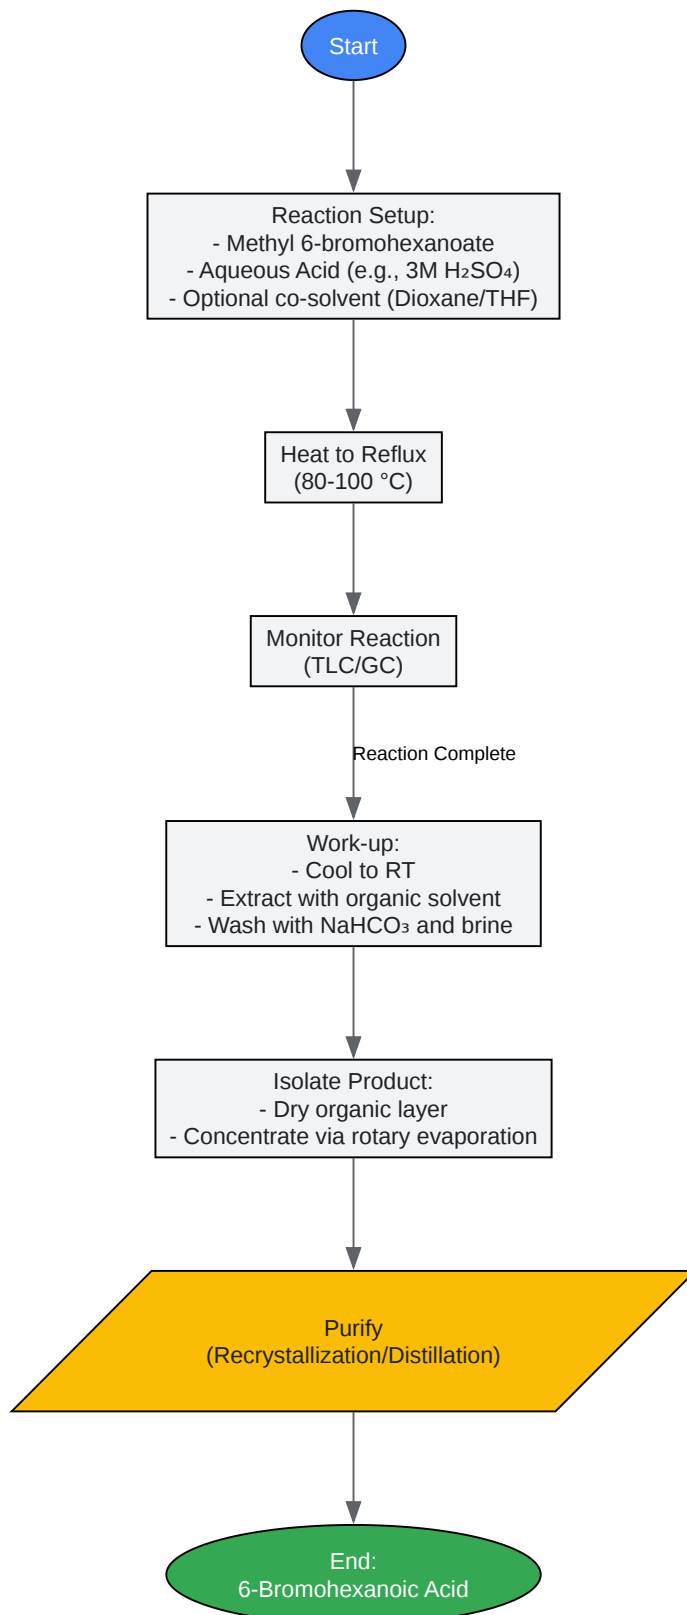 Start
Reaction Setup:
- Methyl 6-bromohexanoate
- Aqueous Acid (e.g., 3M H₂SO₄)
- Optional co-solvent (Dioxane/THF)
Heat to Reflux
(80-100 °C)
Monitor Reaction
(TLC/GC)
Reaction Complete
Work-up:
- Cool to RT
- Extract with organic solvent
- Wash with NaHCO₃ and brine
Isolate Product:
- Dry organic layer
- Concentrate via rotary evaporation
Purify
(Recrystallization/Distillation)
End:
6-Bromohexanoic Acid